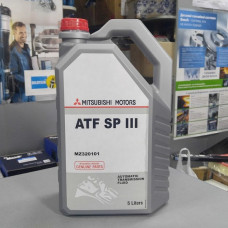 MITSUBISHI MOTORS
ATF SP III
MZ320101
GENUINE PARTS
AUTOMATIC
TRANSMISSION
FLUID
5 Liters